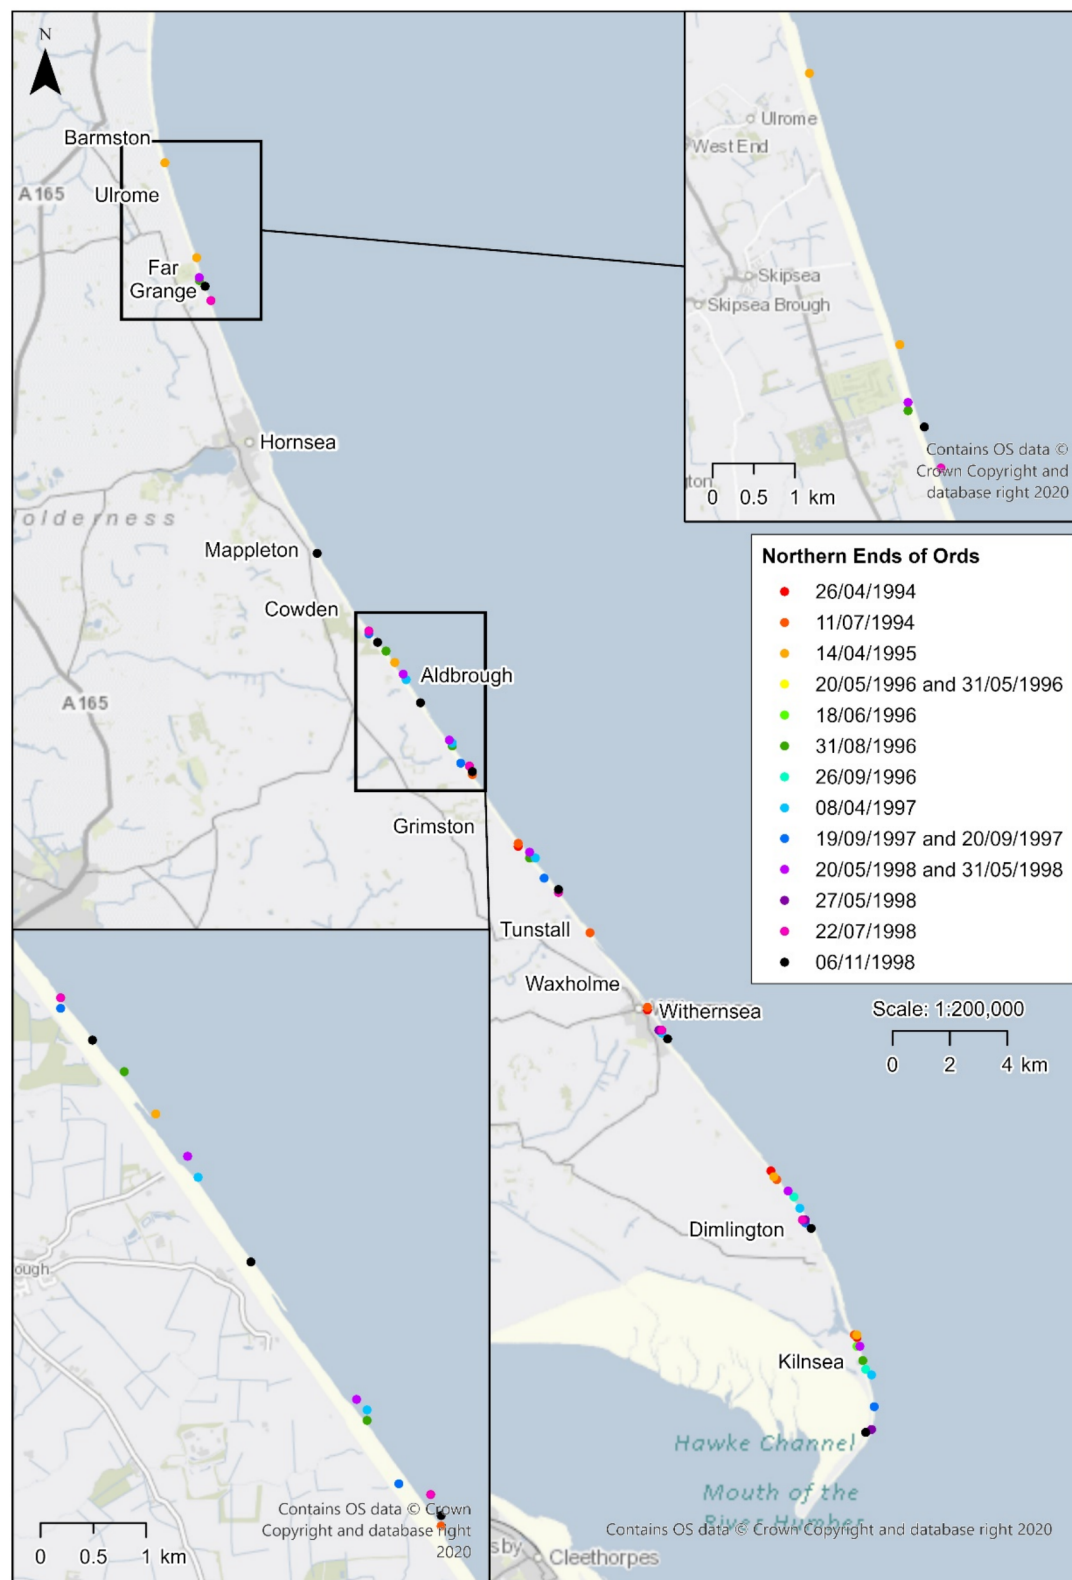 N
Barmston
A165
Ulrome
Far
Grange
Hornsea
olderness
Mappleton
Cowden
Aldbrough
A165
Grimston
Tunstall
Waxholme
Withernsea
Dimlington
Kilnsea
Hawke Channel
Mouth of the
River Humber
Cleethorpes
Contains OS data © Crown Copyright and database right 2020
Ulrome
West End
Skipsea
Skipsea Brough
Contains OS data ©
Crown Copyright and
database right 2020
0 0.5 1 km
Northern Ends of Ords
26/04/1994
11/07/1994
14/04/1995
20/05/1996 and 31/05/1996
18/06/1996
31/08/1996
26/09/1996
08/04/1997
19/09/1997 and 20/09/1997
20/05/1998 and 31/05/1998
27/05/1998
22/07/1998
06/11/1998
Scale: 1:200,000
0 2 4 km
ough
Contains OS data © Crown
Copyright and database right
2020
0 0.5 1 km